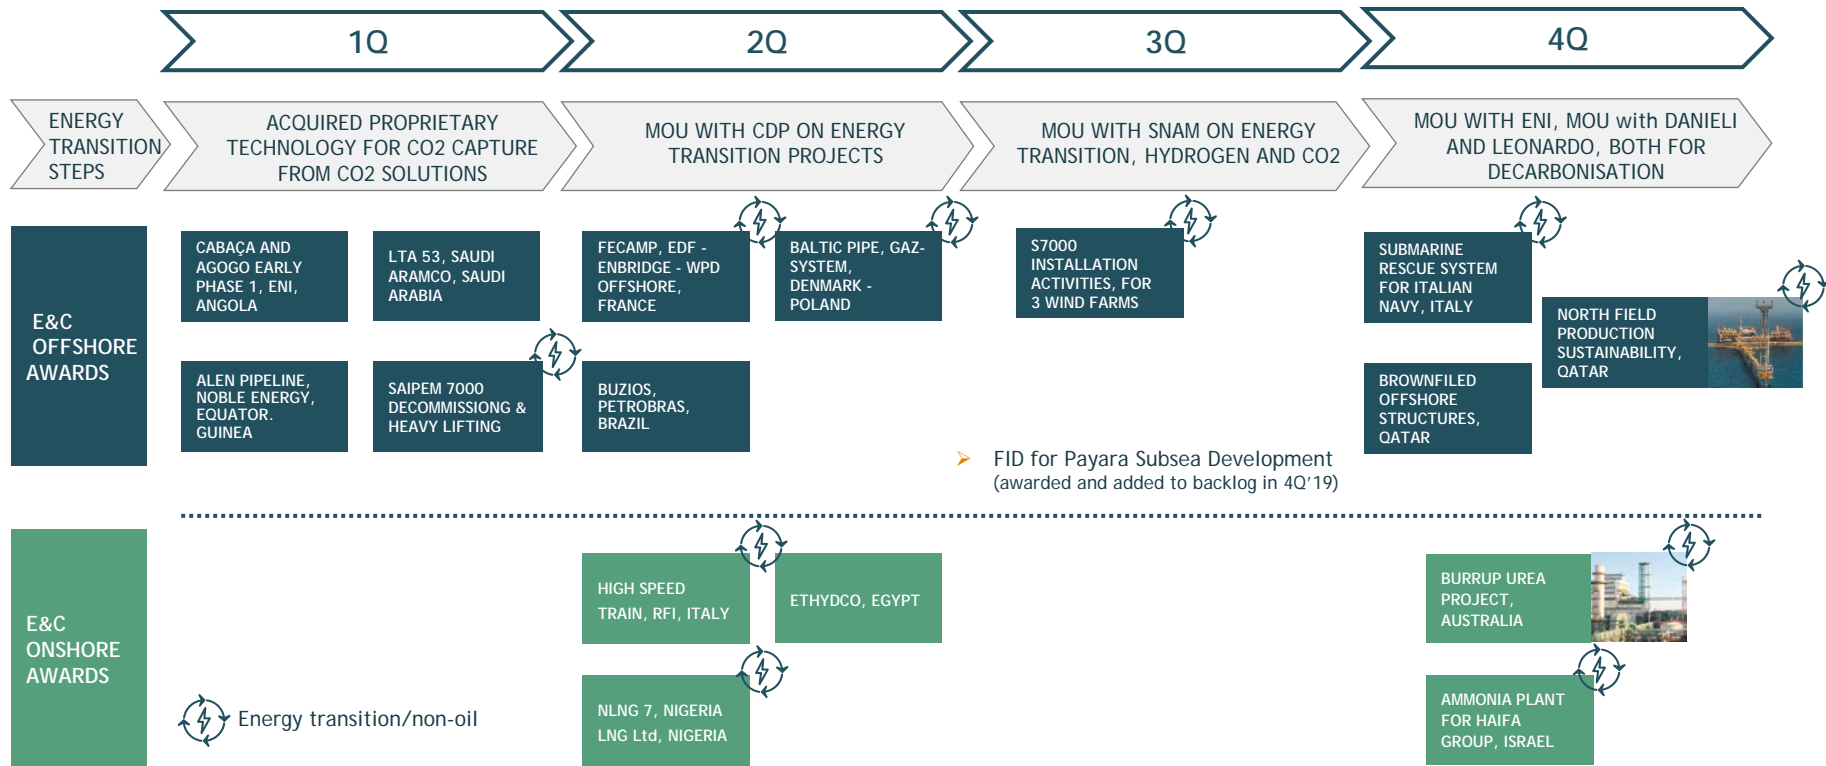 1Q
2Q
3Q
4Q
ENERGY
TRANSITION
STEPS
ACQUIRED PROPRIETARY
TECHNOLOGY FOR CO2 CAPTURE
FROM CO2 SOLUTIONS
MOU WITH CDP ON ENERGY
TRANSITION PROJECTS
MOU WITH SNAM ON ENERGY
TRANSITION, HYDROGEN AND CO2
MOU WITH ENI, MOU with DANIELI
AND LEONARDO, BOTH FOR
DECARBONISATION
E&C
OFFSHORE
AWARDS
CABAÇA AND
AGOGO EARLY
PHASE 1, ENI,
ANGOLA
LTA 53, SAUDI
ARAMCO, SAUDI
ARABIA
FECAMP, EDF -
ENBRIDGE - WPD
OFFSHORE,
FRANCE
BALTIC PIPE, GAZ-
SYSTEM,
DENMARK -
POLAND
S7000
INSTALLATION
ACTIVITIES, FOR
3 WIND FARMS
SUBMARINE
RESCUE SYSTEM
FOR ITALIAN
NAVY, ITALY
NORTH FIELD
PRODUCTION
SUSTAINABILITY,
QATAR
ALEN PIPELINE,
NOBLE ENERGY,
EQUATOR.
GUINEA
SAIPEM 7000
DECOMMISSIONG &
HEAVY LIFTING
BUZIOS,
PETROBRAS,
BRAZIL
BROWNFILED
OFFSHORE
STRUCTURES,
QATAR
➢ FID for Payara Subsea Development
(awarded and added to backlog in 4Q'19)
E&C
ONSHORE
AWARDS
HIGH SPEED
TRAIN, RFI, ITALY
ETHYDCO, EGYPT
BURRUP UREA
PROJECT,
AUSTRALIA
NLNG 7, NIGERIA
LNG Ltd, NIGERIA
AMMONIA PLANT
FOR HAIFA
GROUP, ISRAEL
Energy transition/non-oil